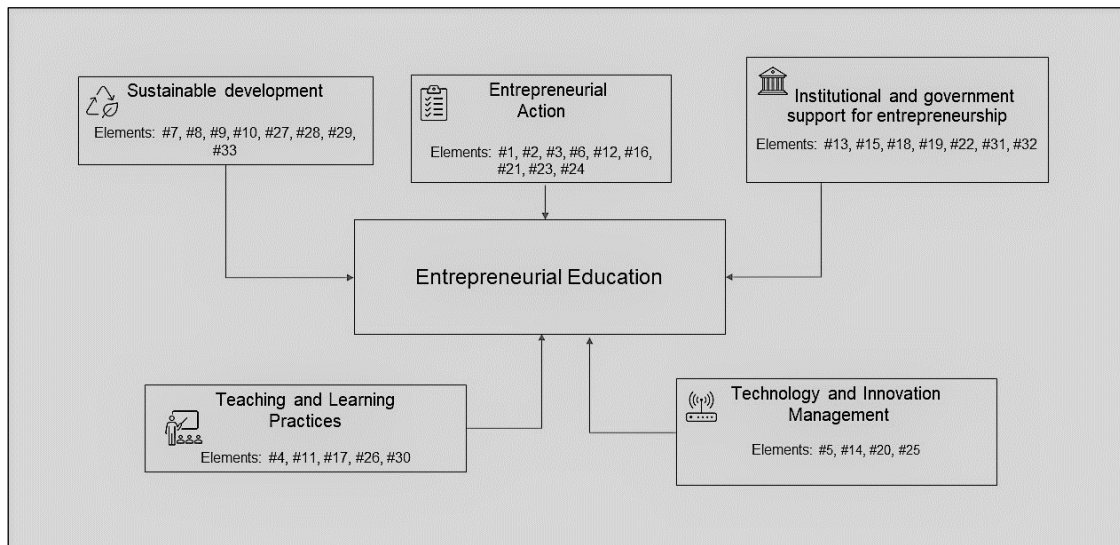 Sustainable development
Elements: #7, #8, #9, #10, #27, #28, #29,
#33
Entrepreneurial
Action
Elements: #1, #2, #3, #6, #12, #16,
#21, #23, #24
Institutional and government
support for entrepreneurship
Elements: #13, #15, #18, #19, #22, #31, #32
Entrepreneurial Education
Teaching and Learning
Practices
Elements: #4, #11, #17, #26, #30
Technology and Innovation
Management
Elements: #5, #14, #20, #25